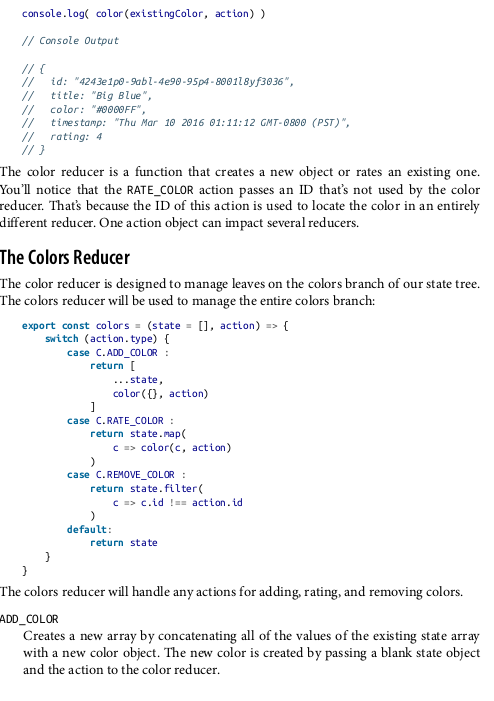 console.log( color(existingColor, action) )
// Console Output
// {
//   id: "4243e1p0-9abl-4e90-95p4-8001l8yf3036",
//   title: "Big Blue",
//   color: "#0000FF",
//   timestamp: "Thu Mar 10 2016 01:11:12 GMT-0800 (PST)",
//   rating: 4
// }
The color reducer is a function that creates a new object or rates an existing one.
You'll notice that the RATE_COLOR action passes an ID that's not used by the color
reducer. That's because the ID of this action is used to locate the color in an entirely
different reducer. One action object can impact several reducers.
The Colors Reducer
The color reducer is designed to manage leaves on the colors branch of our state tree.
The colors reducer will be used to manage the entire colors branch:
export const colors = (state = [], action) => {
    switch (action.type) {
        case C.ADD_COLOR :
            return [
                ...state,
                color({}, action)
            ]
        case C.RATE_COLOR :
            return state.map(
                c => color(c, action)
            )
        case C.REMOVE_COLOR :
            return state.filter(
                c => c.id !== action.id
            )
        default:
            return state
    }
}
The colors reducer will handle any actions for adding, rating, and removing colors.
ADD_COLOR
Creates a new array by concatenating all of the values of the existing state array
with a new color object. The new color is created by passing a blank state object
and the action to the color reducer.